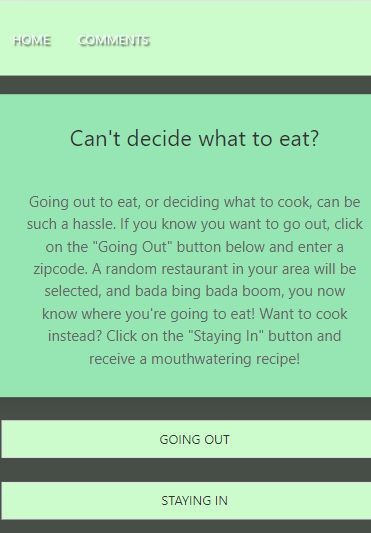 HOME COMMENTS
Can't decide what to eat?
Going out to eat, or deciding what to cook, can be
such a hassle. If you know you want to go out, click
on the "Going Out" button below and enter a
zipcode. A random restaurant in your area will be
selected, and bada bing bada boom, you now
know where you're going to eat! Want to cook
instead? Click on the "Staying In" button and
receive a mouthwatering recipe!
GOING OUT
STAYING IN